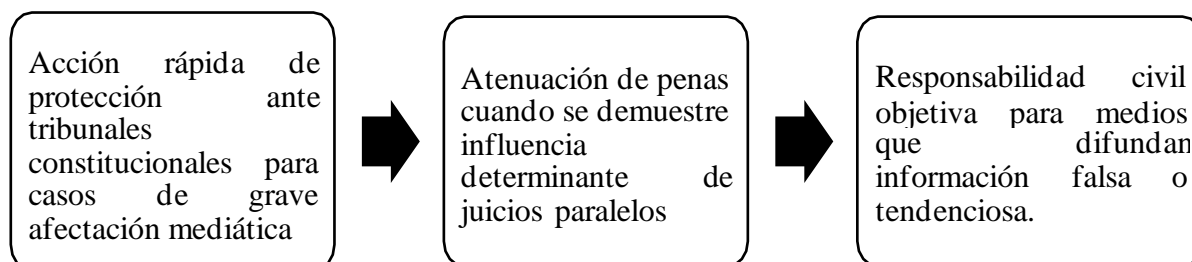 Acción rápida de
protección ante
tribunales
constitucionales para
casos de grave
afectación mediática
Atenuación de penas
cuando se demuestre
influencia
determinante de
juicios paralelos
Responsabilidad civil
objetiva para medios
que difundan
información falsa o
tendenciosa.